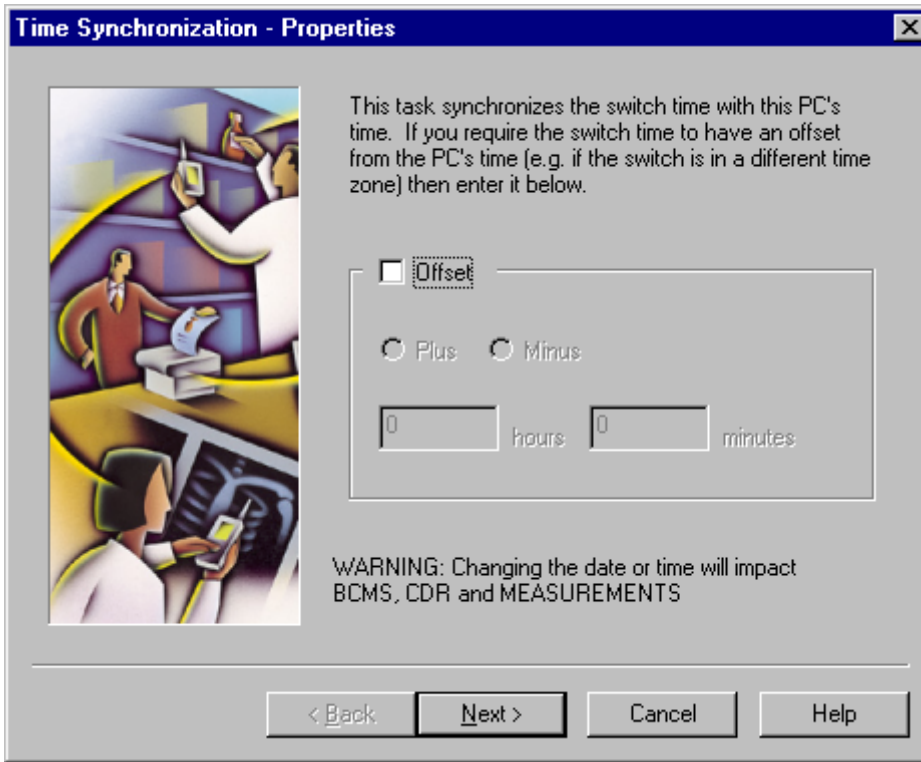 Time Synchronization - Properties
This task synchronizes the switch time with this PC's
time. If you require the switch time to have an offset
from the PC's time (e.g. if the switch is in a different time
zone) then enter it below.
Offset
Plus Minus
0 hours 0 minutes
WARNING: Changing the date or time will impact
BCMS, CDR and MEASUREMENTS
< Back Next > Cancel Help